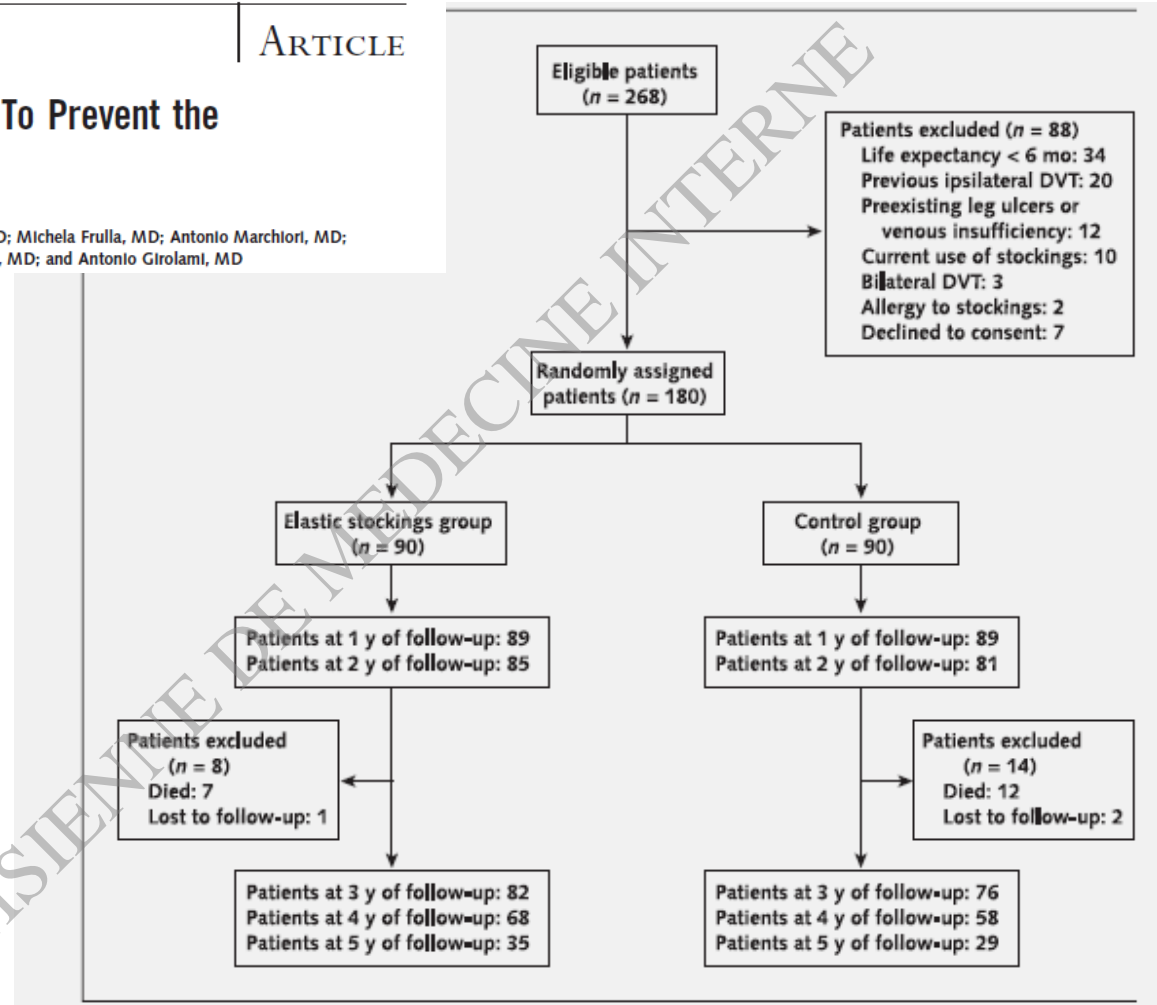 ARTICLE
To Prevent the
D; Michela Frulla, MD; Antonio Marchiori, MD;
, MD; and Antonio Girolami, MD
Eligible patients
(n = 268)
Patients excluded (n = 88)
Life expectancy < 6 mo: 34
Previous ipsilateral DVT: 20
Preexisting leg ulcers or
venous insufficiency: 12
Current use of stockings: 10
Bilateral DVT: 3
Allergy to stockings: 2
Declined to consent: 7
Randomly assigned
patients (n = 180)
Elastic stockings group
(n = 90)
Control group
(n = 90)
Patients at 1 y of follow-up: 89
Patients at 2 y of follow-up: 85
Patients at 1 y of follow-up: 89
Patients at 2 y of follow-up: 81
Patients excluded
(n = 8)
Died: 7
Lost to follow-up: 1
Patients excluded
(n = 14)
Died: 12
Lost to follow-up: 2
Patients at 3 y of follow-up: 82
Patients at 4 y of follow-up: 68
Patients at 5 y of follow-up: 35
Patients at 3 y of follow-up: 76
Patients at 4 y of follow-up: 58
Patients at 5 y of follow-up: 29
SIENNE DE MEDECINE INTERNE